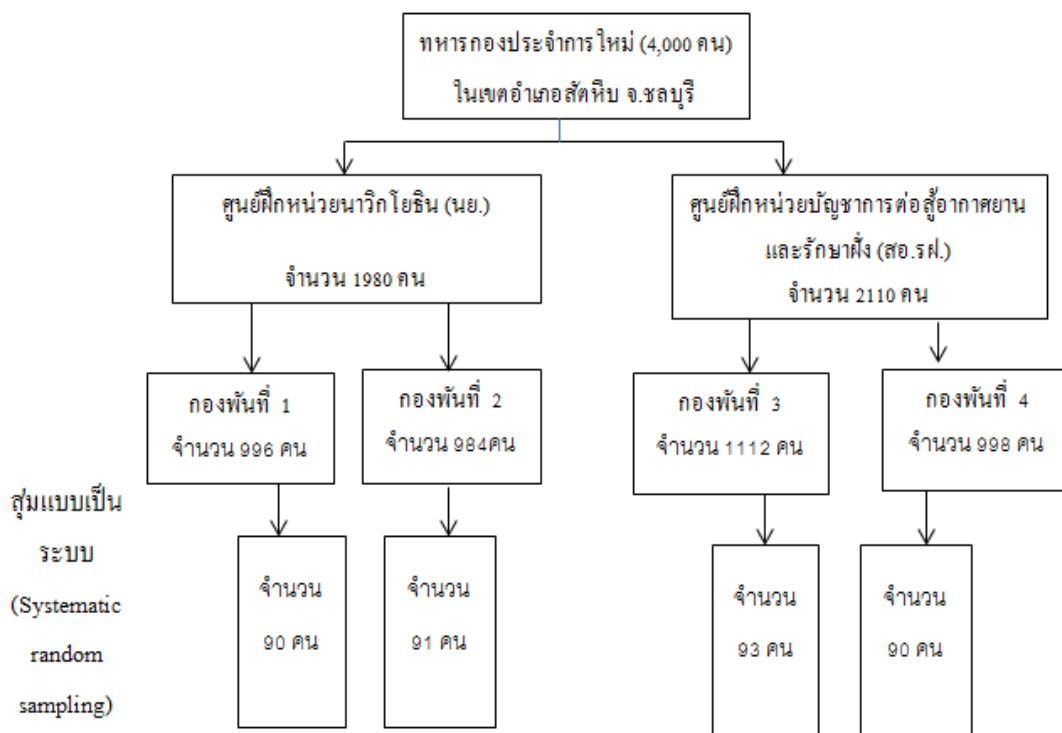 ทหารกองประจำการใหม่ (4,000 คน)
ในเขตอำเภอสัตหีบ จ.ชลบุรี
ศูนย์ฝึกหน่วยนาวิกโยธิน (นย.)
จำนวน 1980 คน
ศูนย์ฝึกหน่วยบัญชาการต่อสู้อากาศยาน
และรักษาฝั่ง (สอ.รฝ.)
จำนวน 2110 คน
กองพันที่ 1
จำนวน 996 คน
กองพันที่ 2
จำนวน 984คน
กองพันที่ 3
จำนวน 1112 คน
กองพันที่ 4
จำนวน 998 คน
สุ่มแบบเป็น
ระบบ
(Systematic
random
sampling)
จำนวน
90 คน
จำนวน
91 คน
จำนวน
93 คน
จำนวน
90 คน